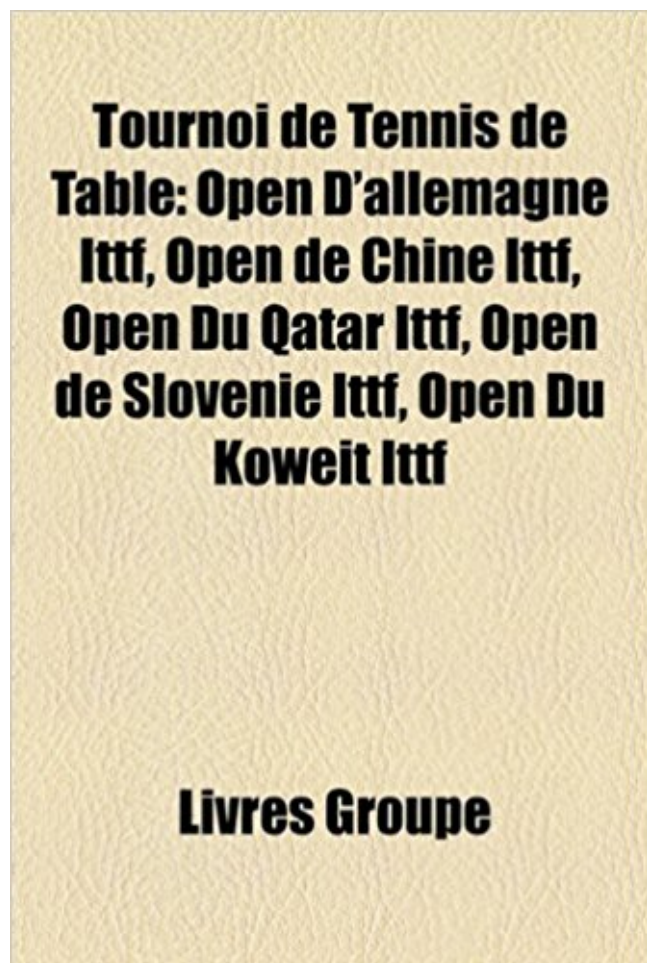 Tournoi de Tennis de
Table: Open D'allemagne
Ittf, Open de Chine Ittf,
Open Du Qatar Ittf, Open
de Slovenie Ittf, Open Du
Koweit Ittf
Livres Groupe